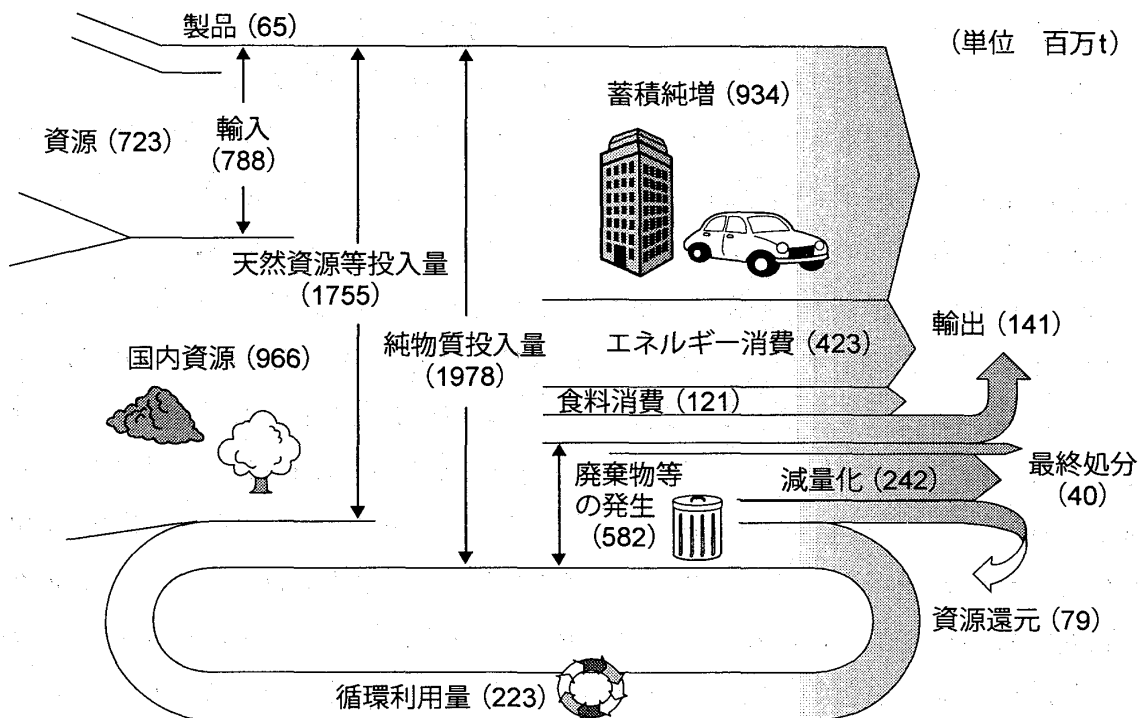 製品 (65)
(単位 百万t)
蓄積純増 (934)
資源 (723)
輸入
(788)
天然資源等投入量
(1755)
純物質投入量
(1978)
エネルギー消費 (423)
輸出 (141)
国内資源 (966)
食料消費 (121)
廃棄物等
の発生
(582)
減量化 (242)
最終処分
(40)
資源還元 (79)
循環利用量 (223)